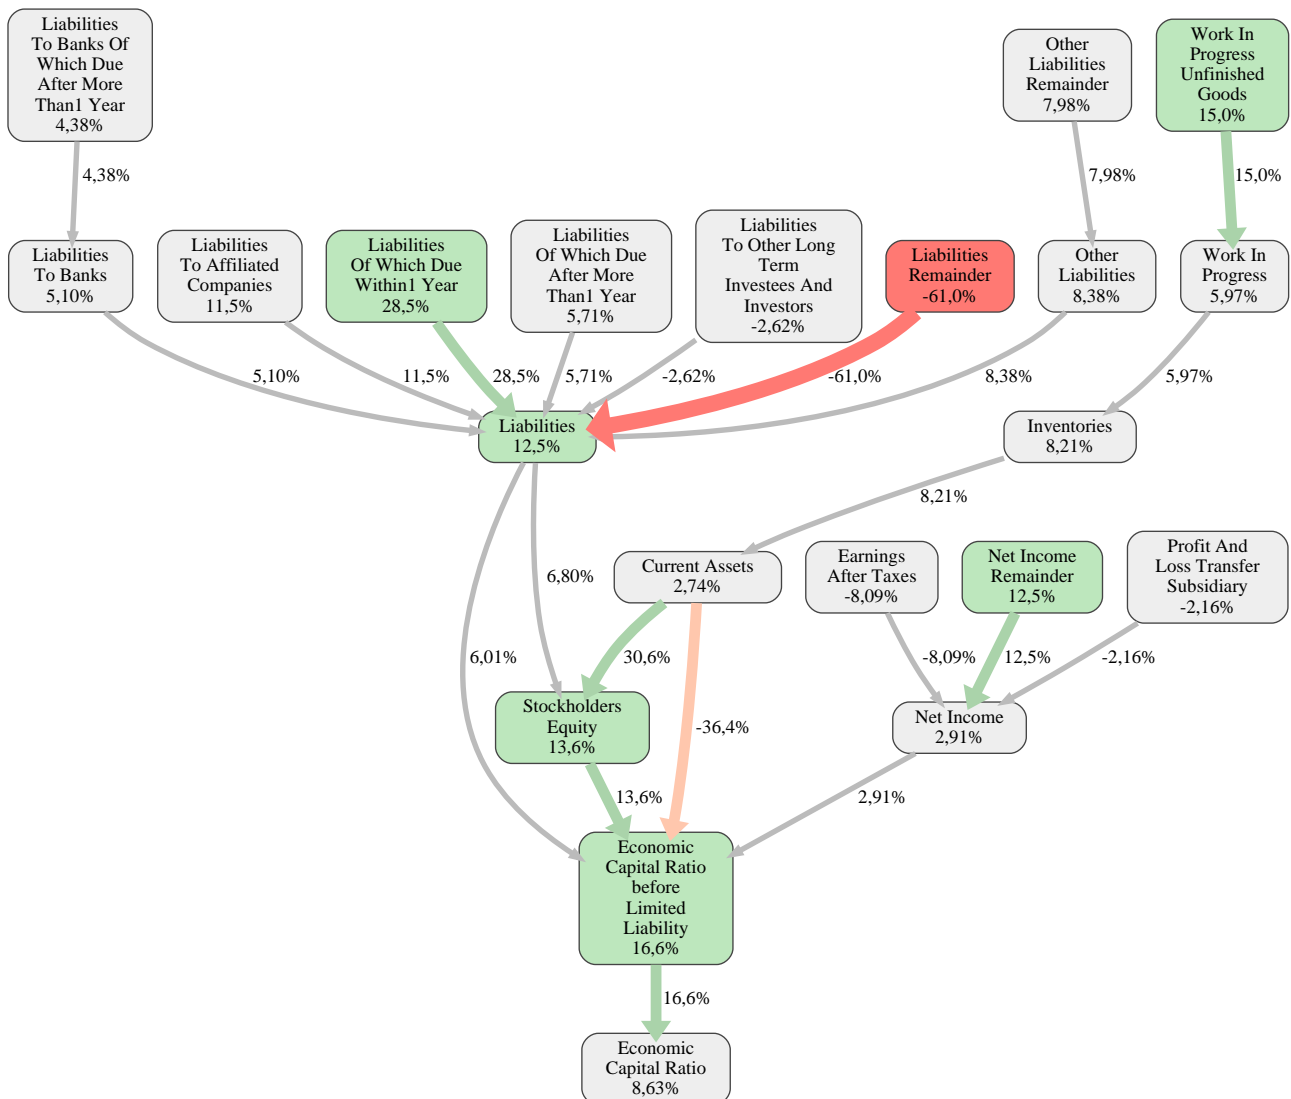 Liabilities
To Banks Of
Which Due
After More
Than1 Year
4,38%
Other
Liabilities
Remainder
7,98%
Work In
Progress
Unfinished
Goods
15,0%
4,38%
7,98%
15,0%
Liabilities
To Banks
5,10%
Liabilities
To Affiliated
Companies
11,5%
Liabilities
Of Which Due
Within1 Year
28,5%
Liabilities
Of Which Due
After More
Than1 Year
5,71%
Liabilities
To Other Long
Term
Investees And
Investors
-2,62%
Liabilities
Remainder
-61,0%
Other
Liabilities
8,38%
Work In
Progress
5,97%
5,10%
11,5%
28,5%
5,71%
-2,62%
-61,0%
8,38%
5,97%
Liabilities
12,5%
Inventories
8,21%
8,21%
Current Assets
2,74%
Earnings
After Taxes
-8,09%
Net Income
Remainder
12,5%
Profit And
Loss Transfer
Subsidiary
-2,16%
6,80%
6,01%
30,6%
-36,4%
-8,09%
12,5%
-2,16%
Stockholders
Equity
13,6%
Net Income
2,91%
13,6%
2,91%
Economic
Capital Ratio
before
Limited
Liability
16,6%
16,6%
Economic
Capital Ratio
8,63%